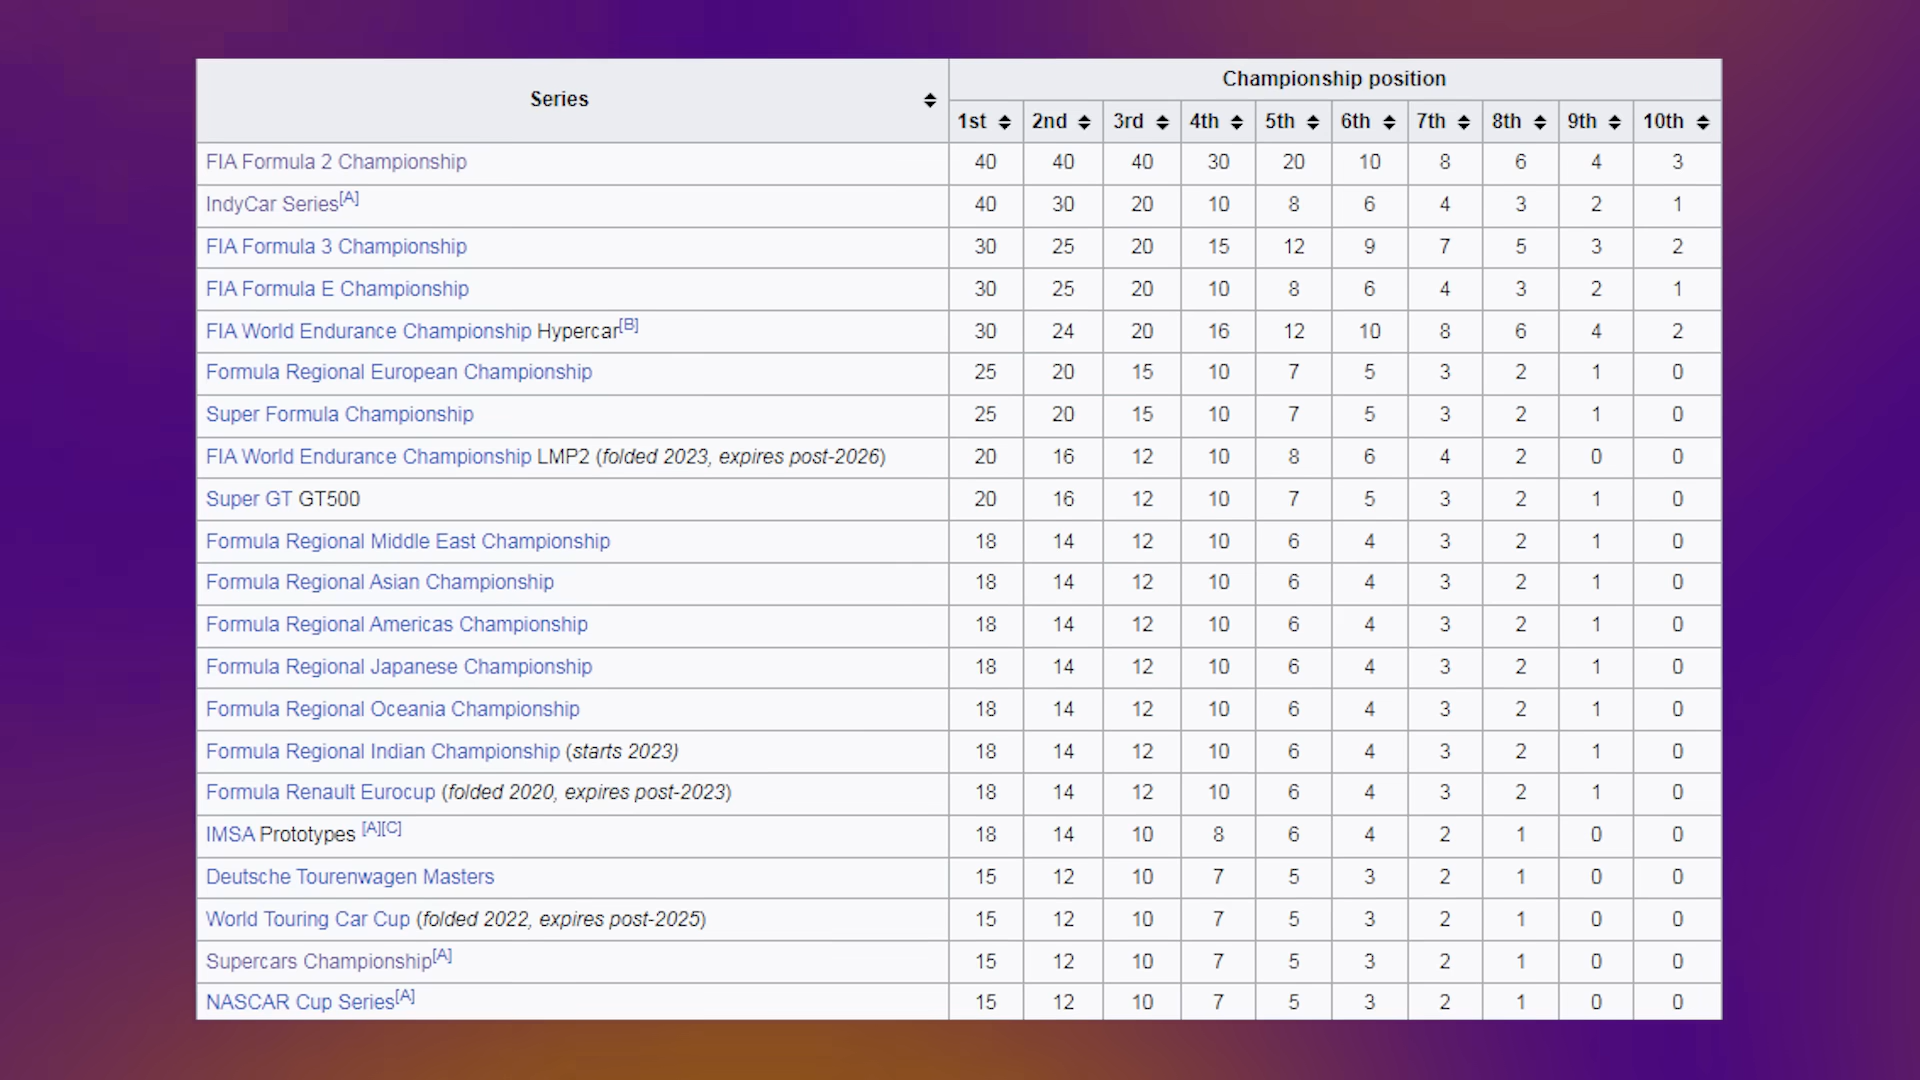 Series Championship position
1st 2nd 3rd 4th 5th 6th 7th 8th 9th 10th
FIA Formula 2 Championship 40 40 40 30 20 10 8 6 4 3
IndyCar Series[A] 40 30 20 10 8 6 4 3 2 1
FIA Formula 3 Championship 30 25 20 15 12 9 7 5 3 2
FIA Formula E Championship 30 25 20 10 8 6 4 3 2 1
FIA World Endurance Championship Hypercar[B] 30 24 20 16 12 10 8 6 4 2
Formula Regional European Championship 25 20 15 10 7 5 3 2 1 0
Super Formula Championship 25 20 15 10 7 5 3 2 1 0
FIA World Endurance Championship LMP2 (folded 2023, expires post-2026) 20 16 12 10 8 6 4 2 0 0
Super GT GT500 20 16 12 10 7 5 3 2 1 0
Formula Regional Middle East Championship 18 14 12 10 6 4 3 2 1 0
Formula Regional Asian Championship 18 14 12 10 6 4 3 2 1 0
Formula Regional Americas Championship 18 14 12 10 6 4 3 2 1 0
Formula Regional Japanese Championship 18 14 12 10 6 4 3 2 1 0
Formula Regional Oceania Championship 18 14 12 10 6 4 3 2 1 0
Formula Regional Indian Championship (starts 2023) 18 14 12 10 6 4 3 2 1 0
Formula Renault Eurocup (folded 2020, expires post-2023) 18 14 12 10 6 4 3 2 1 0
IMSA Prototypes [A][C] 18 14 10 8 6 4 2 1 0 0
Deutsche Tourenwagen Masters 15 12 10 7 5 3 2 1 0 0
World Touring Car Cup (folded 2022, expires post-2025) 15 12 10 7 5 3 2 1 0 0
Supercars Championship[A] 15 12 10 7 5 3 2 1 0 0
NASCAR Cup Series[A] 15 12 10 7 5 3 2 1 0 0